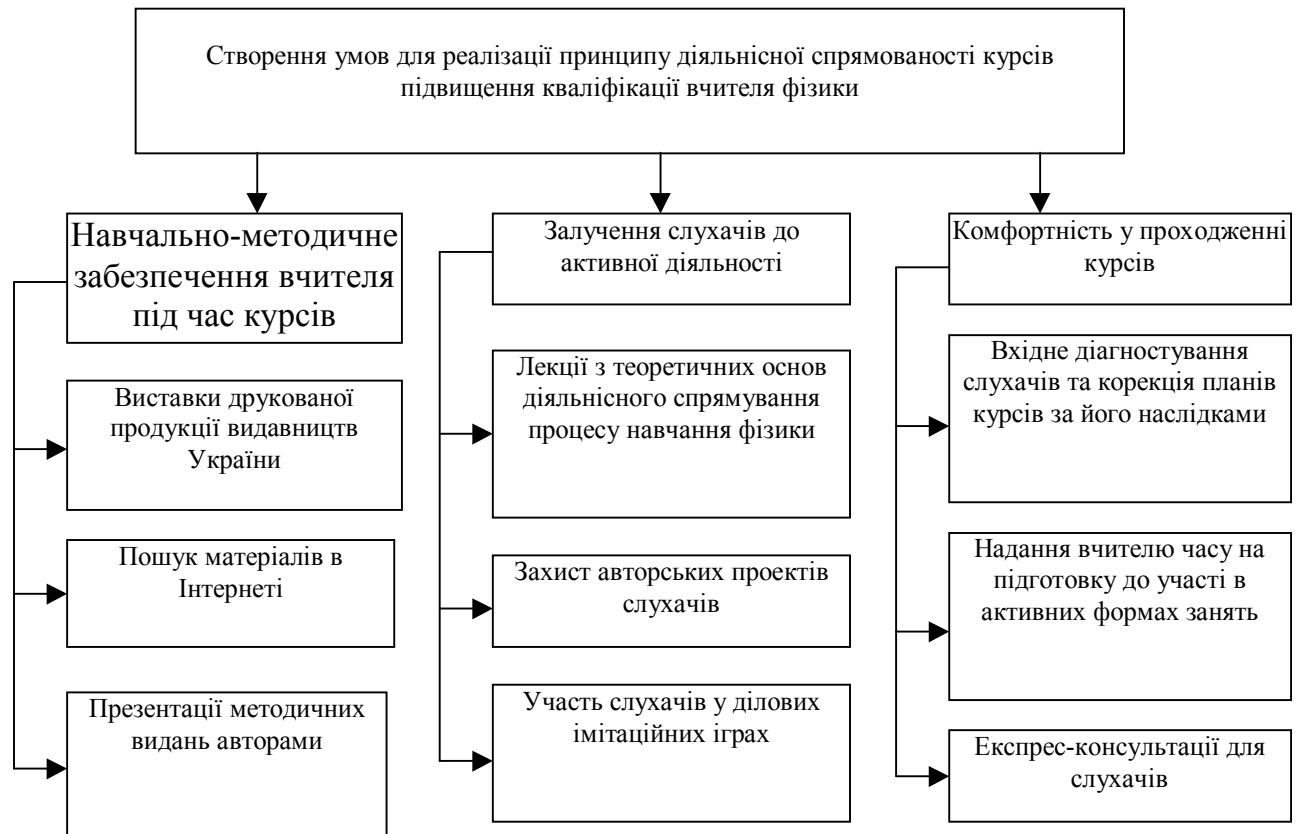 Створення умов для реалізації принципу діяльнісної спрямованості курсів
підвищення кваліфікації вчителя фізики
Навчально-методичне
забезпечення вчителя
під час курсів
Виставки друкованої
продукції видавництв
України
Пошук матеріалів в
Інтернеті
Презентації методичних
видань авторами
Залучення слухачів до
активної діяльності
Лекції з теоретичних основ
діяльнісного спрямування
процесу навчання фізики
Захист авторських проектів
слухачів
Участь слухачів у ділових
імітаційних іграх
Комфортність у проходженні
курсів
Вхідне діагностування
слухачів та корекція планів
курсів за його наслідками
Надання вчителю часу на
підготовку до участі в
активних формах занять
Експрес-консультації для
слухачів